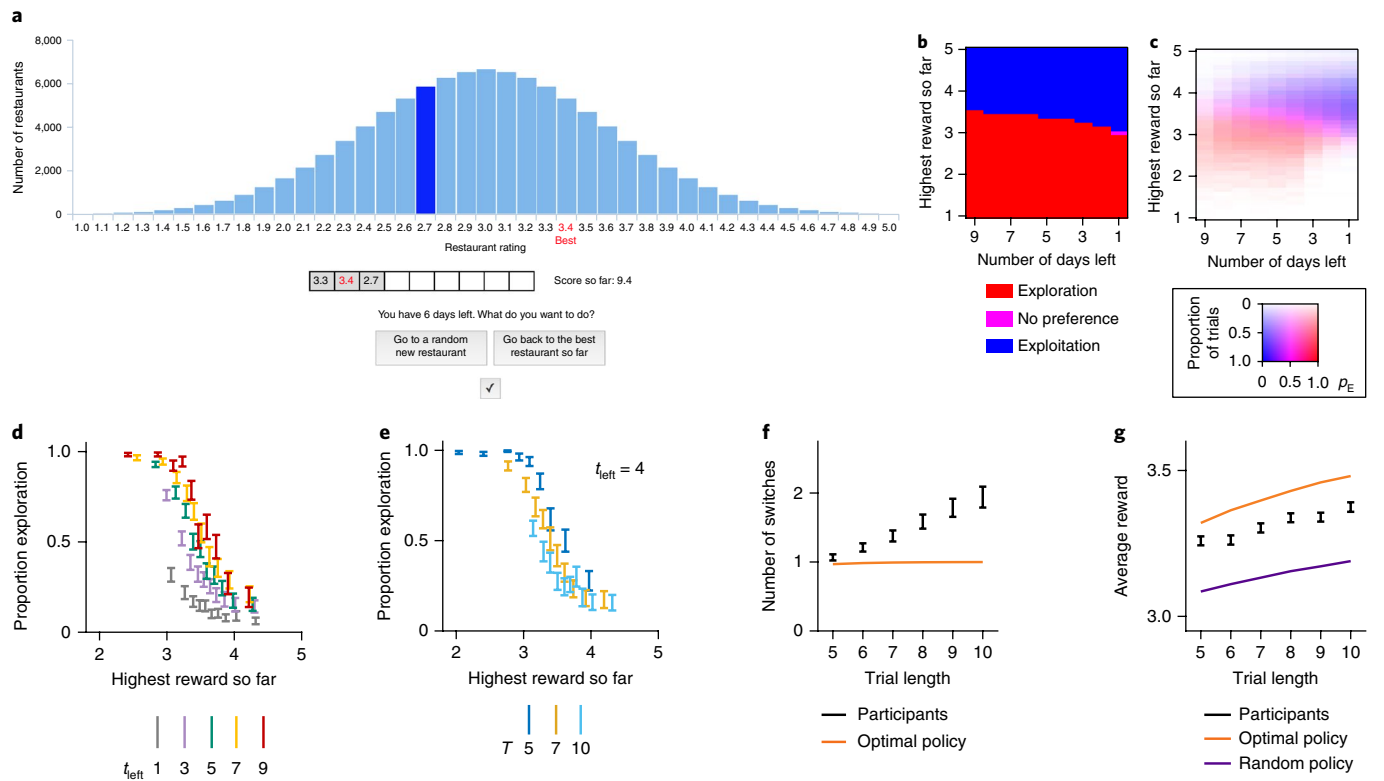 a
8,000
6,000
4,000
2,000
0
Number of restaurants
1.0 1.1 1.2 1.3 1.4 1.5 1.6 1.7 1.8 1.9 2.0 2.1 2.2 2.3 2.4 2.5 2.6 2.7 2.8 2.9 3.0 3.1 3.2 3.3 3.4 3.5 3.6 3.7 3.8 3.9 4.0 4.1 4.2 4.3 4.4 4.5 4.6 4.7 4.8 4.9 5.0
Best
Restaurant rating
3.3 3.4 2.7
Score so far: 9.4
You have 6 days left. What do you want to do?
Go to a random
new restaurant
Go back to the best
restaurant so far
✓
b
5
4
3
2
1
Highest reward so far
9 7 5 3 1
Number of days left
Exploration
No preference
Exploitation
c
5
4
3
2
1
Highest reward so far
9 7 5 3 1
Number of days left
Proportion
of trials
0
0.5
1.0
0 0.5 1.0 pE
d
1.0
0.5
0
Proportion exploration
2 3 4 5
Highest reward so far
tleft 1 3 5 7 9
e
1.0
0.5
0
Proportion exploration
tleft = 4
2 3 4 5
Highest reward so far
T 5 7 10
f
2
1
0
Number of switches
5 6 7 8 9 10
Trial length
Participants
Optimal policy
g
3.5
3.0
Average reward
5 6 7 8 9 10
Trial length
Participants
Optimal policy
Random policy